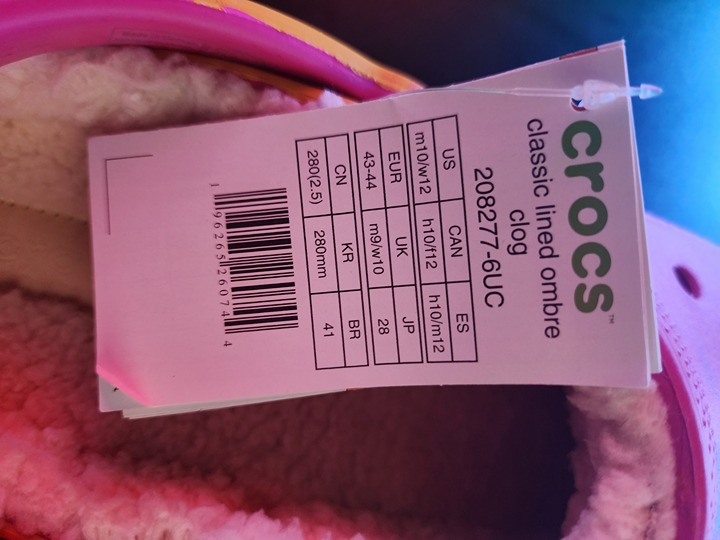 crocs™
classic lined ombre
clog
208277-6UC
US CAN ES
m10/w12 h10/f12 h10/m12
EUR UK JP
43-44 m9/w10 28
CN KR BR
280(2.5) 280mm 41
1 96265 26074 4